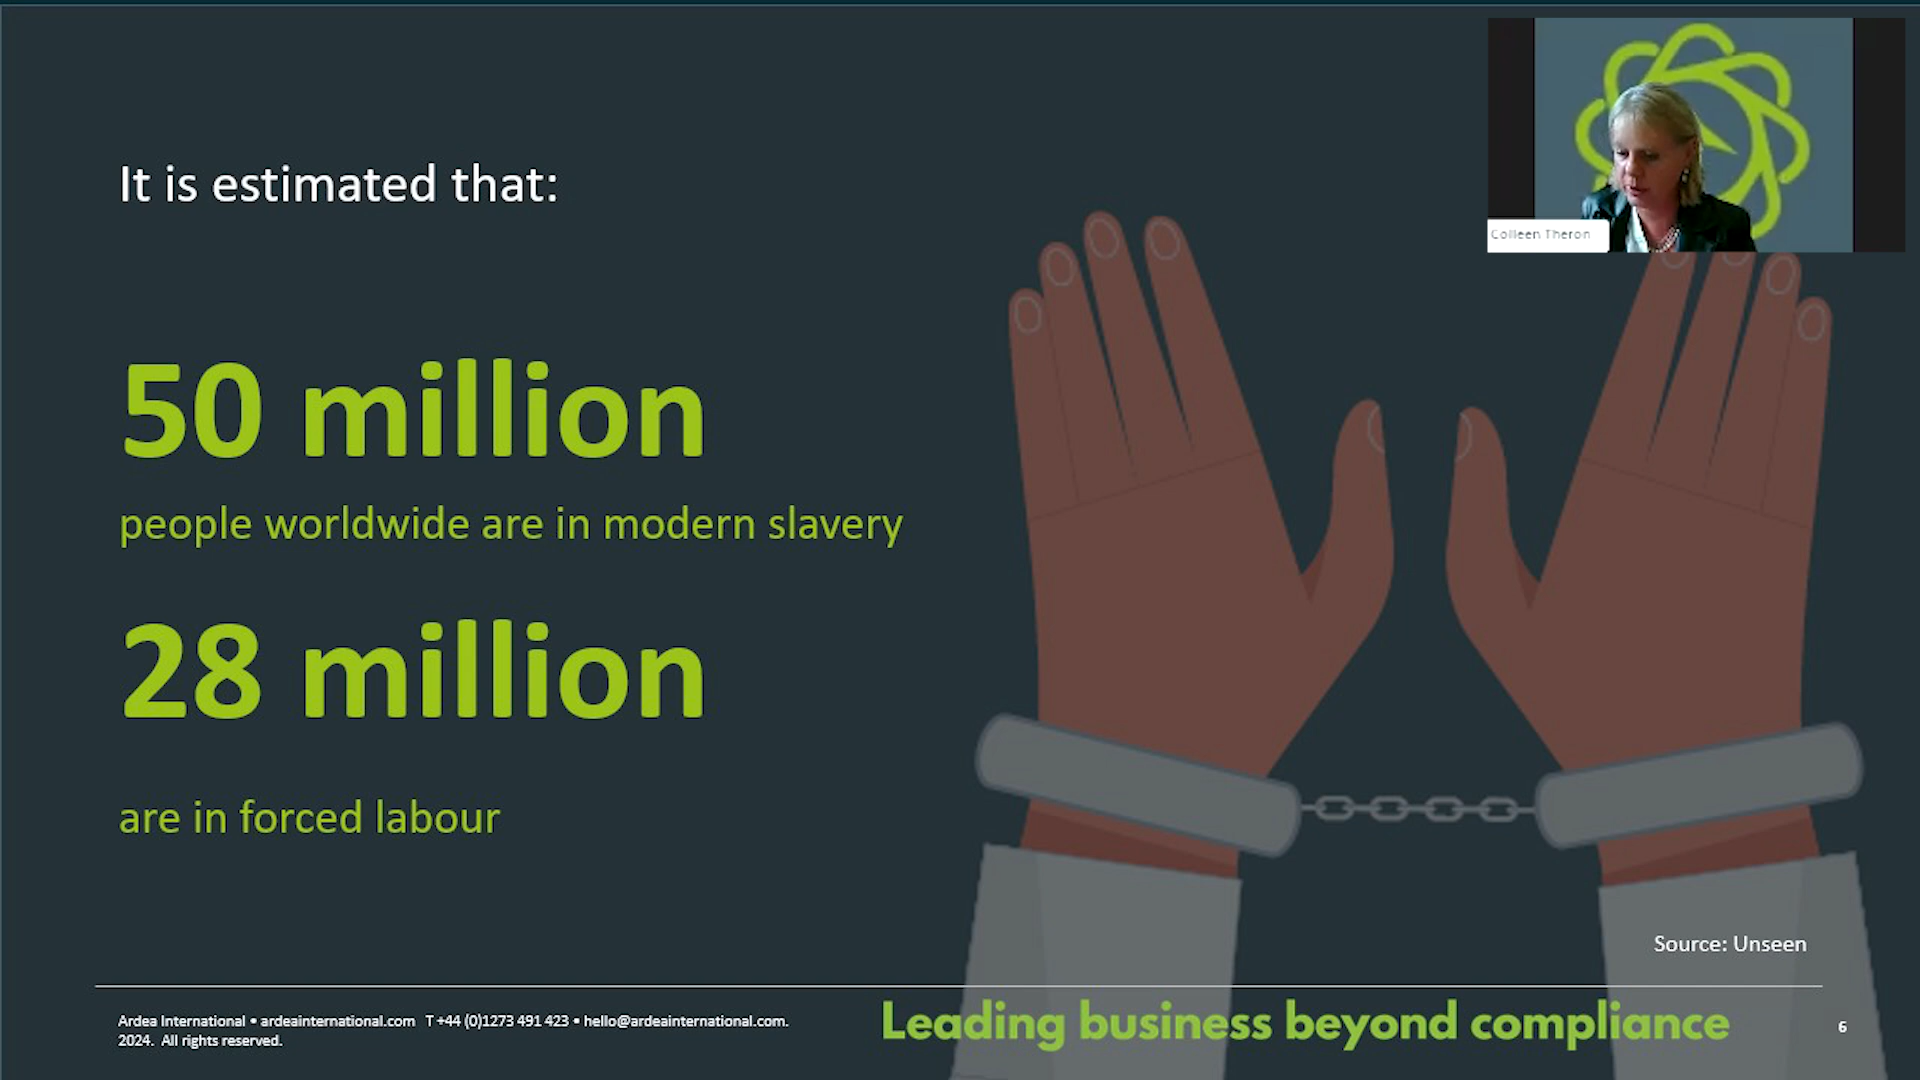 Colleen Theron
It is estimated that:
50 million
people worldwide are in modern slavery
28 million
are in forced labour
Source: Unseen
Ardea International • ardeainternational.com T +44 (0)1273 491 423 • hello@ardeainternational.com.
2024. All rights reserved.
Leading business beyond compliance
6